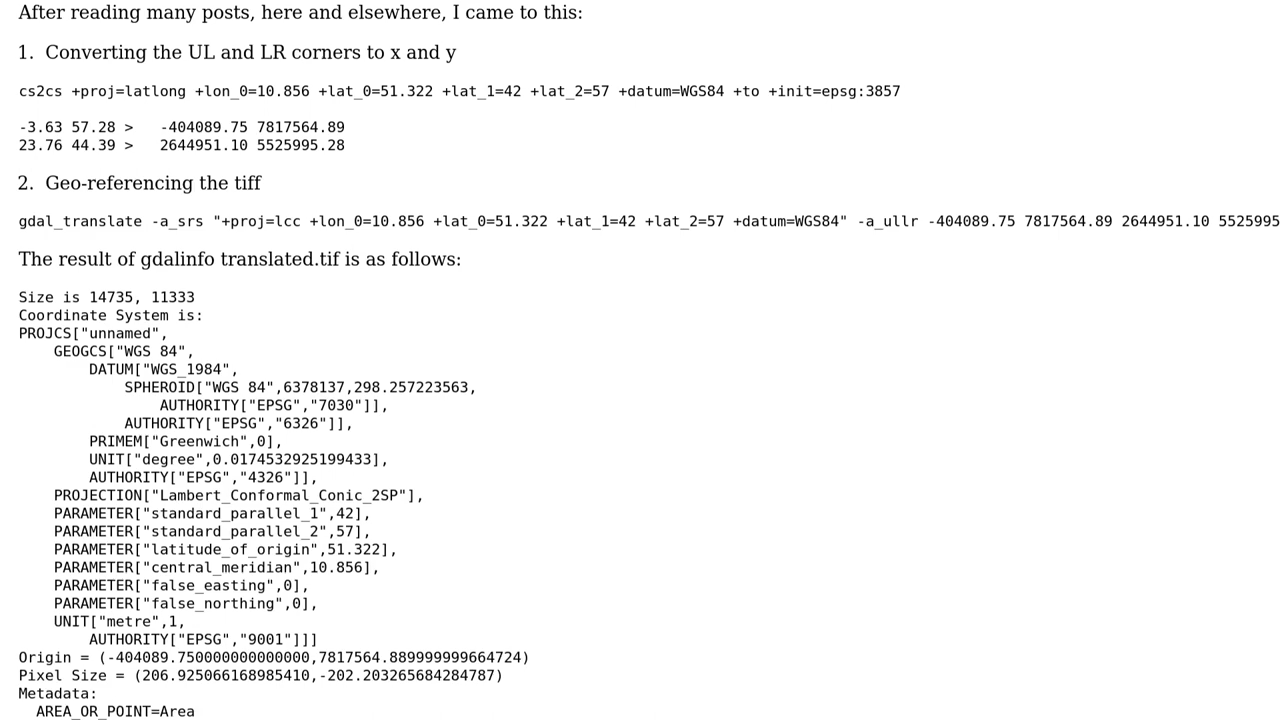 After reading many posts, here and elsewhere, I came to this:
1. Converting the UL and LR corners to x and y
cs2cs +proj=latlong +lon_0=10.856 +lat_0=51.322 +lat_1=42 +lat_2=57 +datum=WGS84 +to +init=epsg:3857
-3.63 57.28 >   -404089.75 7817564.89
23.76 44.39 >   2644951.10 5525995.28
2. Geo-referencing the tiff
gdal_translate -a_srs "+proj=lcc +lon_0=10.856 +lat_0=51.322 +lat_1=42 +lat_2=57 +datum=WGS84" -a_ullr -404089.75 7817564.89 2644951.10 5525995
The result of gdalinfo translated.tif is as follows:
Size is 14735, 11333
Coordinate System is:
PROJCS["unnamed",
    GEOGCS["WGS 84",
        DATUM["WGS_1984",
            SPHEROID["WGS 84",6378137,298.257223563,
                AUTHORITY["EPSG","7030"]],
            AUTHORITY["EPSG","6326"]],
        PRIMEM["Greenwich",0],
        UNIT["degree",0.0174532925199433],
        AUTHORITY["EPSG","4326"]],
    PROJECTION["Lambert_Conformal_Conic_2SP"],
    PARAMETER["standard_parallel_1",42],
    PARAMETER["standard_parallel_2",57],
    PARAMETER["latitude_of_origin",51.322],
    PARAMETER["central_meridian",10.856],
    PARAMETER["false_easting",0],
    PARAMETER["false_northing",0],
    UNIT["metre",1,
        AUTHORITY["EPSG","9001"]]]
Origin = (-404089.750000000000000,7817564.889999999664724)
Pixel Size = (206.925066168985410,-202.203265684284787)
Metadata:
  AREA_OR_POINT=Area